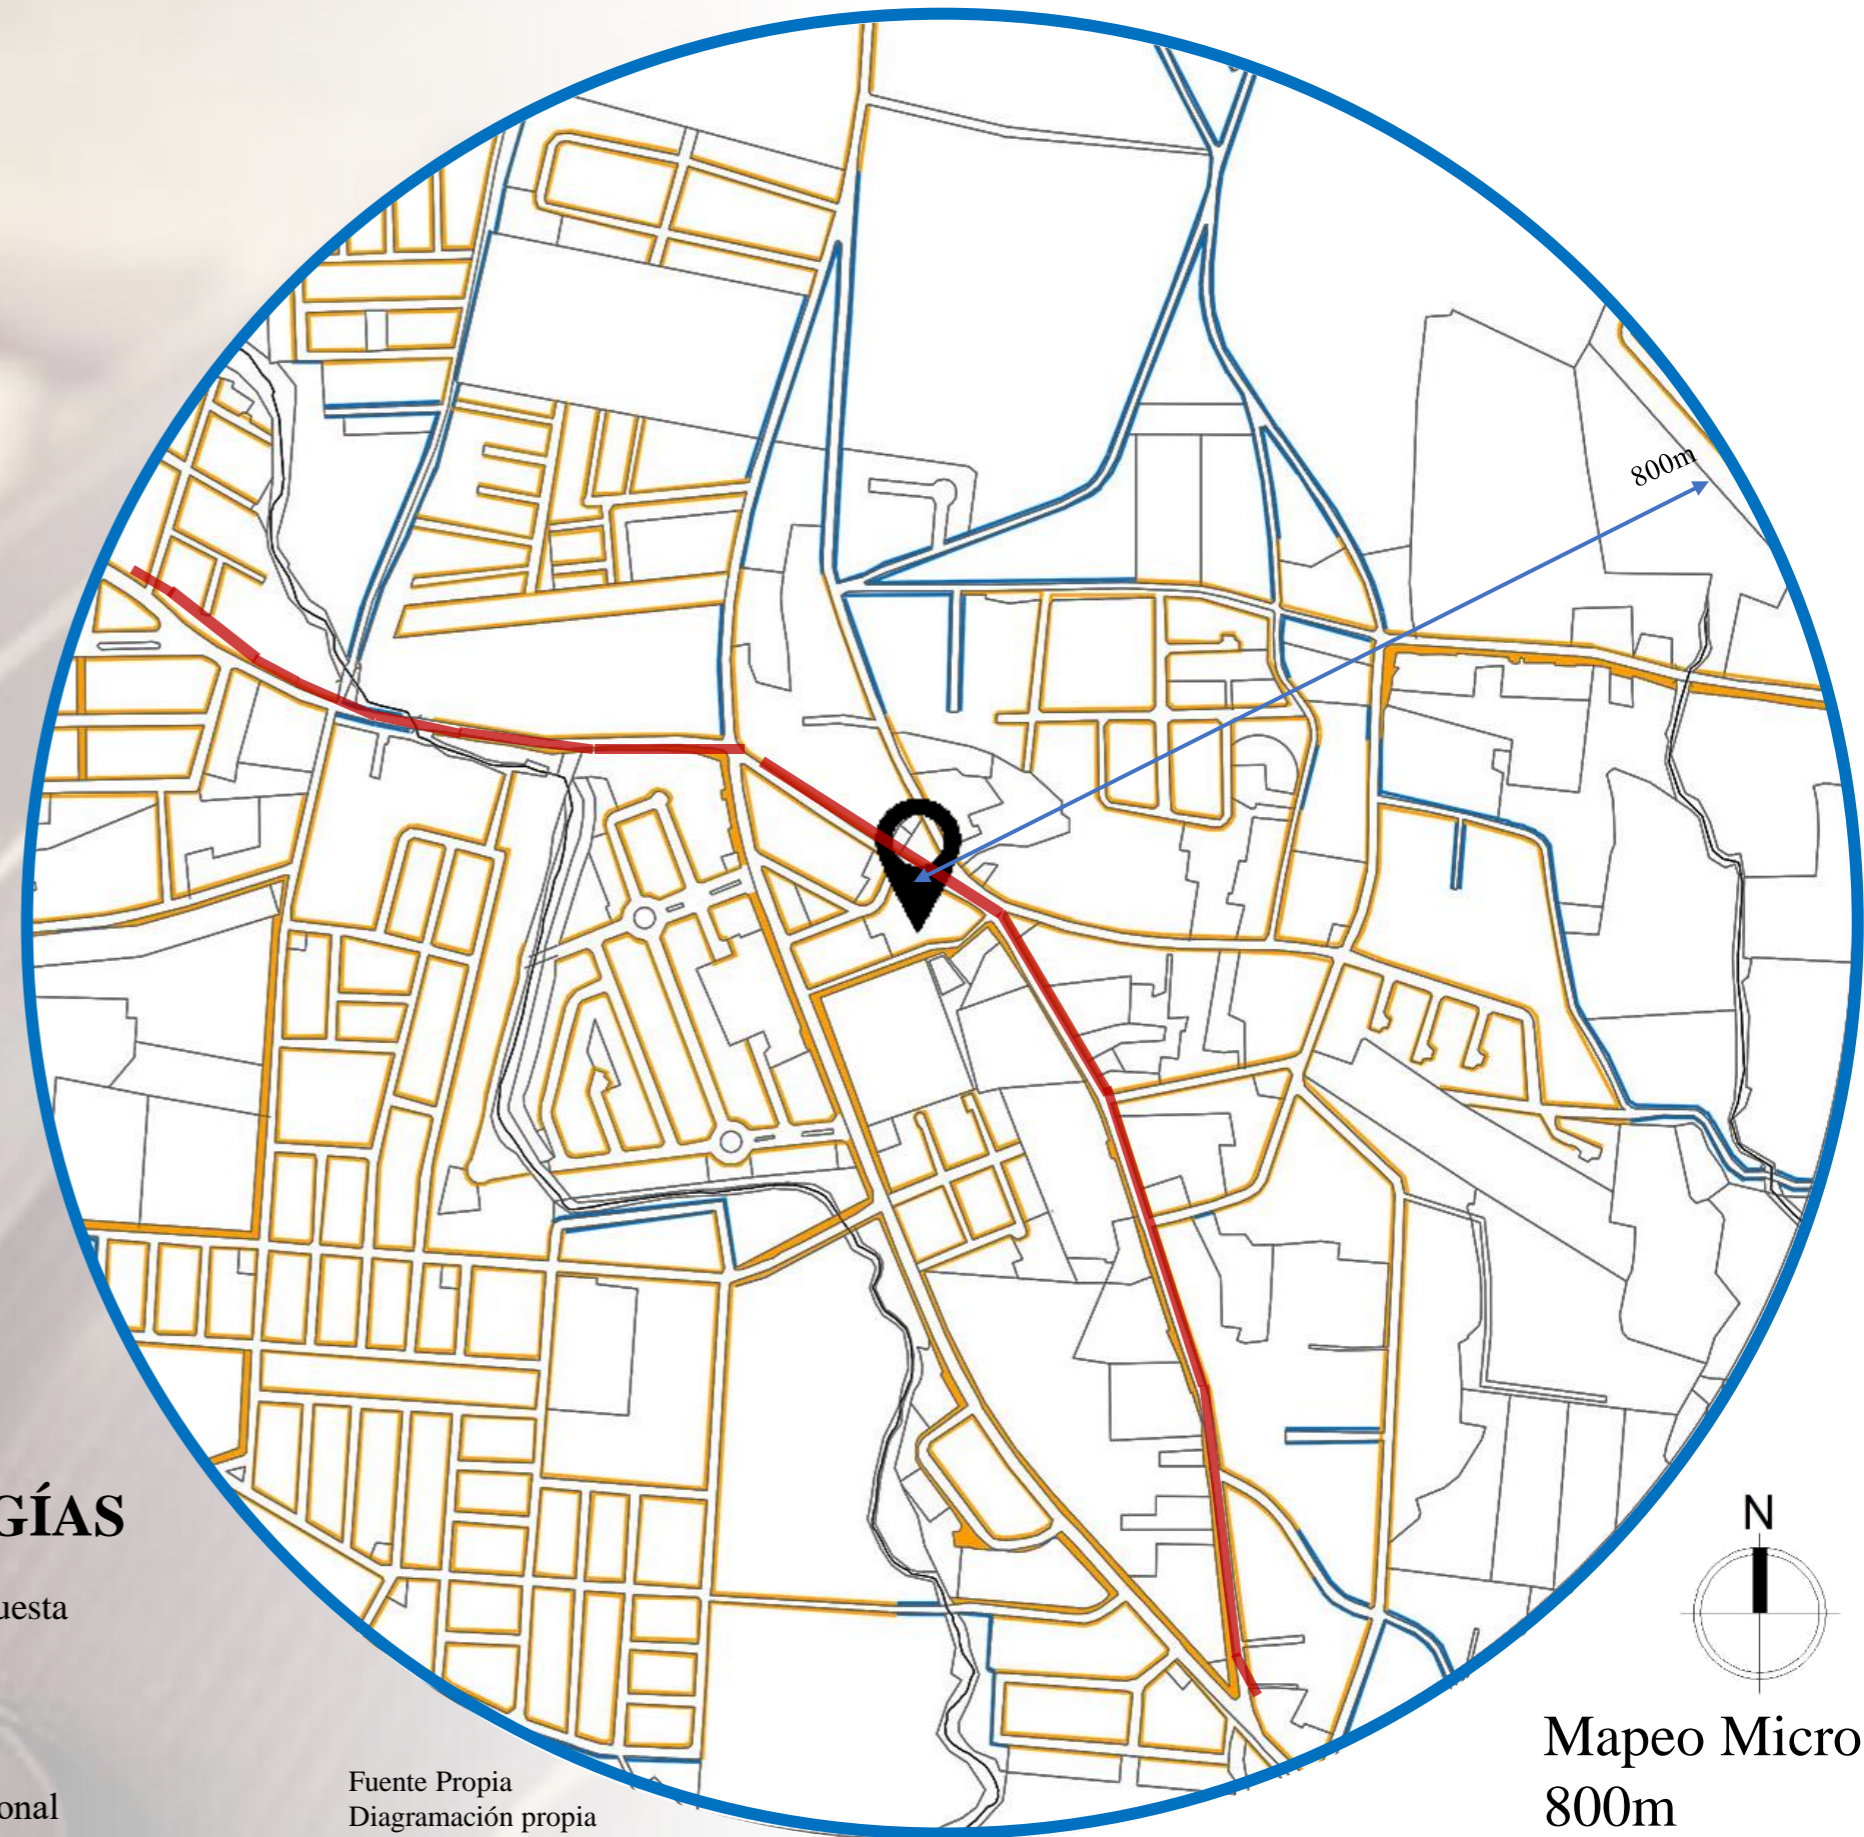 800m
GÍAS
uesta
onal
Fuente Propia
Diagramación propia
N
Mapeo Micro
800m